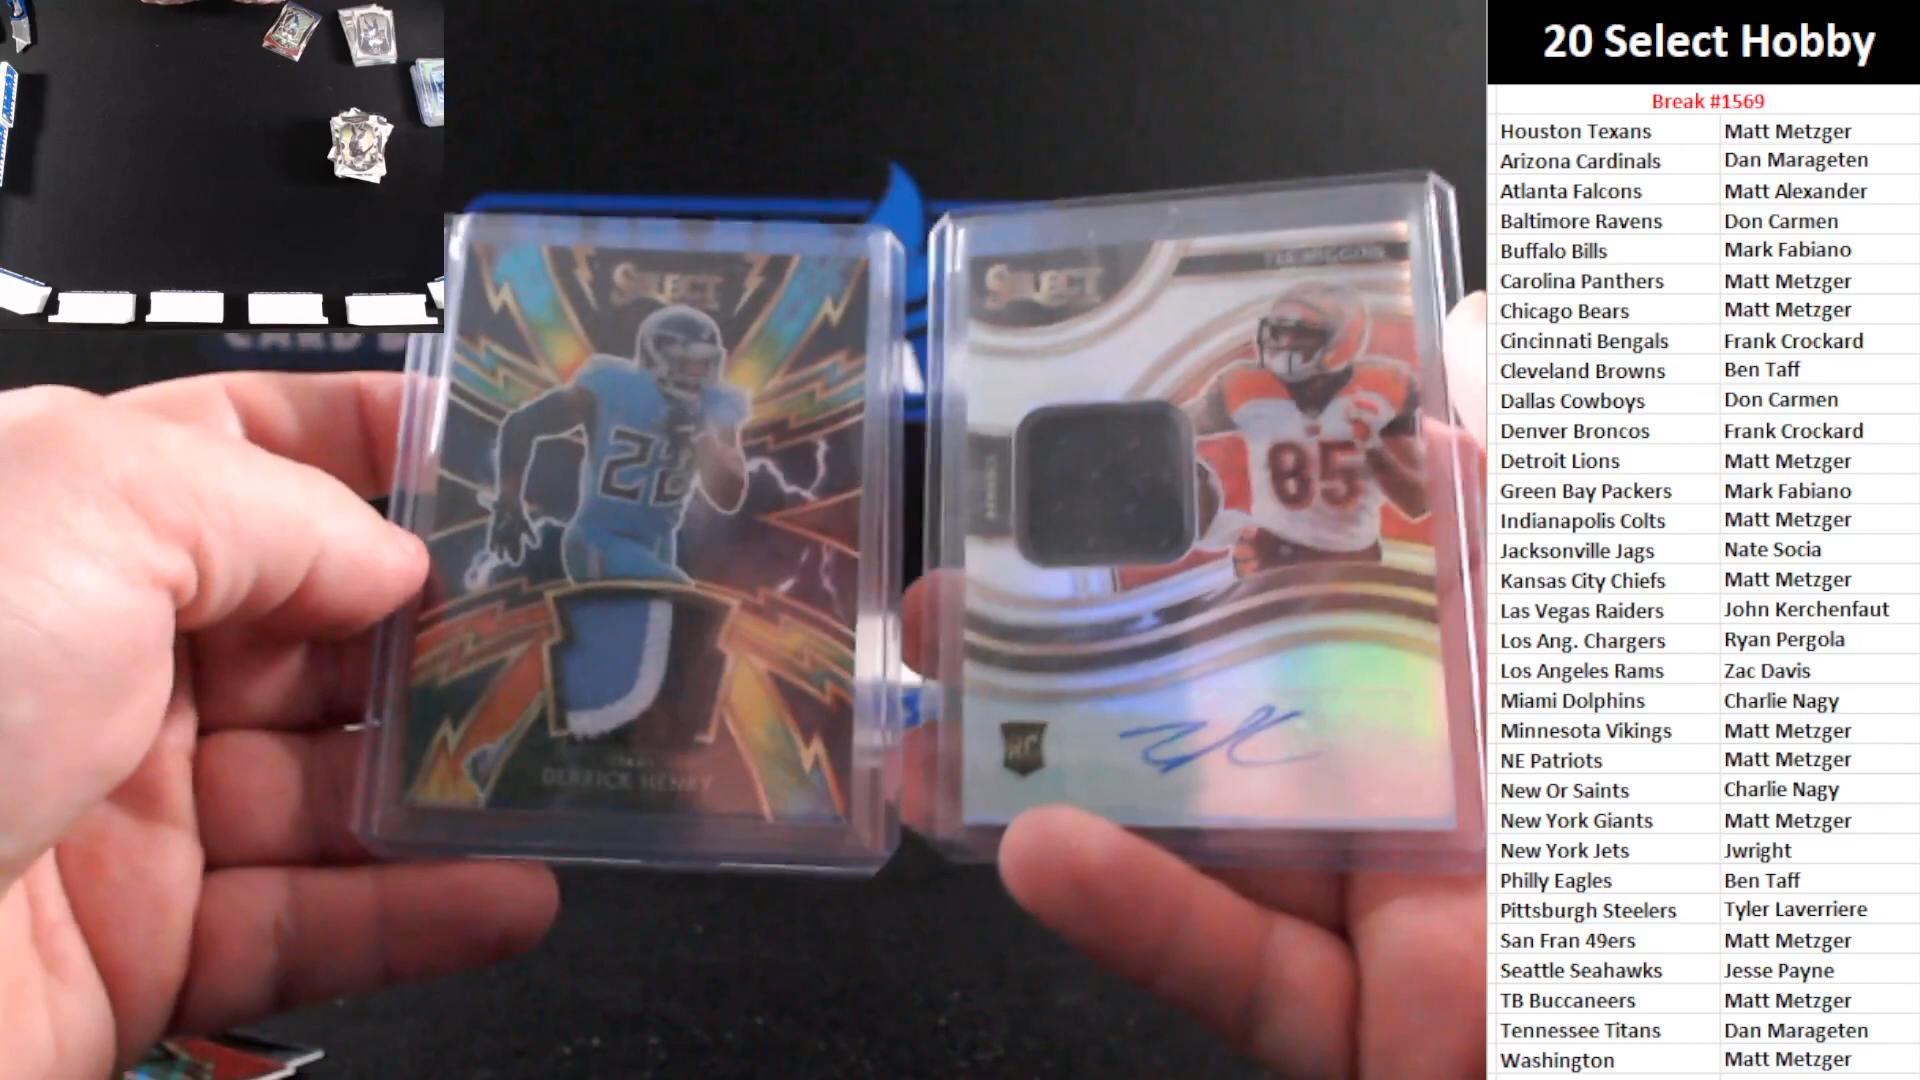 20 Select Hobby
Break #1569
Houston Texans Matt Metzger
Arizona Cardinals Dan Marageten
Atlanta Falcons Matt Alexander
Baltimore Ravens Don Carmen
Buffalo Bills Mark Fabiano
Carolina Panthers Matt Metzger
Chicago Bears Matt Metzger
Cincinnati Bengals Frank Crockard
Cleveland Browns Ben Taff
Dallas Cowboys Don Carmen
Denver Broncos Frank Crockard
Detroit Lions Matt Metzger
Green Bay Packers Mark Fabiano
Indianapolis Colts Matt Metzger
Jacksonville Jags Nate Socia
Kansas City Chiefs Matt Metzger
Las Vegas Raiders John Kerchenfaut
Los Ang. Chargers Ryan Pergola
Los Angeles Rams Zac Davis
Miami Dolphins Charlie Nagy
Minnesota Vikings Matt Metzger
NE Patriots Matt Metzger
New Or Saints Charlie Nagy
New York Giants Matt Metzger
New York Jets Jwright
Philly Eagles Ben Taff
Pittsburgh Steelers Tyler Laverriere
San Fran 49ers Matt Metzger
Seattle Seahawks Jesse Payne
TB Buccaneers Matt Metzger
Tennessee Titans Dan Marageten
Washington Matt Metzger
SELECT
22
DERRICK HENRY
SELECT
TEE HIGGINS
85
RC
CARD